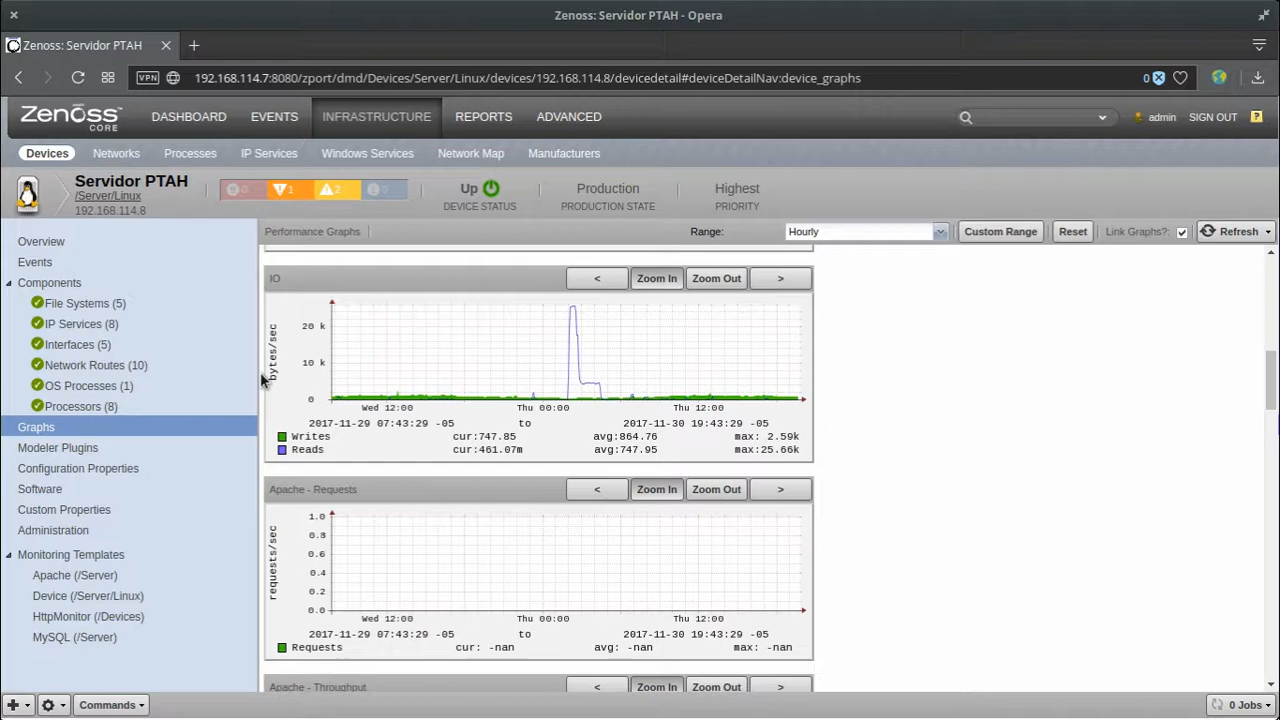 Zenoss: Servidor PTAH - Opera
Zenoss: Servidor PTAH
VPN 192.168.114.7:8080/zport/dmd/Devices/Server/Linux/devices/192.168.114.8/devicedetail#deviceDetailNav:device_graphs 0
Zenoss CORE DASHBOARD EVENTS INFRASTRUCTURE REPORTS ADVANCED admin SIGN OUT ?
Devices Networks Processes IP Services Windows Services Network Map Manufacturers
Servidor PTAH
/Server/Linux
192.168.114.8
0 1 2 0
Up
DEVICE STATUS
Production
PRODUCTION STATE
Highest
PRIORITY
Overview
Events
Components
File Systems (5)
IP Services (8)
Interfaces (5)
Network Routes (10)
OS Processes (1)
Processors (8)
Graphs
Modeler Plugins
Configuration Properties
Software
Custom Properties
Administration
Monitoring Templates
Apache (/Server)
Device (/Server/Linux)
HttpMonitor (/Devices)
MySQL (/Server)
Performance Graphs Range: Hourly Custom Range Reset Link Graphs?: Refresh
IO < Zoom In Zoom Out >
bytes/sec
20 k
10 k
0
Wed 12:00 Thu 00:00 Thu 12:00
2017-11-29 07:43:29 -05 to 2017-11-30 19:43:29 -05
Writes cur:747.85 avg:864.76 max: 2.59k
Reads cur:461.07m avg:747.95 max:25.66k
Apache - Requests < Zoom In Zoom Out >
requests/sec
1.0
0.8
0.6
0.4
0.2
0.0
Wed 12:00 Thu 00:00 Thu 12:00
2017-11-29 07:43:29 -05 to 2017-11-30 19:43:29 -05
Requests cur: -nan avg: -nan max: -nan
Apache - Throughput < Zoom In Zoom Out >
Commands 0 Jobs